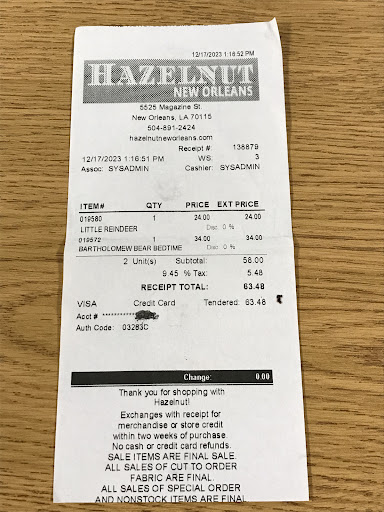 12/17/2023 1:16:52 PM
HAZELNUT
NEW ORLEANS
5525 Magazine St.
New Orleans, LA 70115
504-891-2424
hazelnutneworleans.com
Receipt #: 138879
12/17/2023 1:16:51 PM WS: 3
Assoc: SYSADMIN Cashier: SYSADMIN
ITEM# QTY PRICE EXT PRICE
019580 1 24.00 24.00
LITTLE REINDEER Disc 0 %
019572 1 34.00 34.00
BARTHOLOMEW BEAR BEDTIME Disc 0 %
2 Unit(s) Subtotal: 58.00
9.45 % Tax: 5.48
RECEIPT TOTAL: 63.48
VISA Credit Card Tendered: 63.48
Acct # ************
Auth Code: 03283C
Change: 0.00
Thank you for shopping with
Hazelnut!
Exchanges with receipt for
merchandise or store credit
within two weeks of purchase.
No cash or credit card refunds.
SALE ITEMS ARE FINAL SALE.
ALL SALES OF CUT TO ORDER
FABRIC ARE FINAL.
ALL SALES OF SPECIAL ORDER
AND NONSTOCK ITEMS ARE FINAL